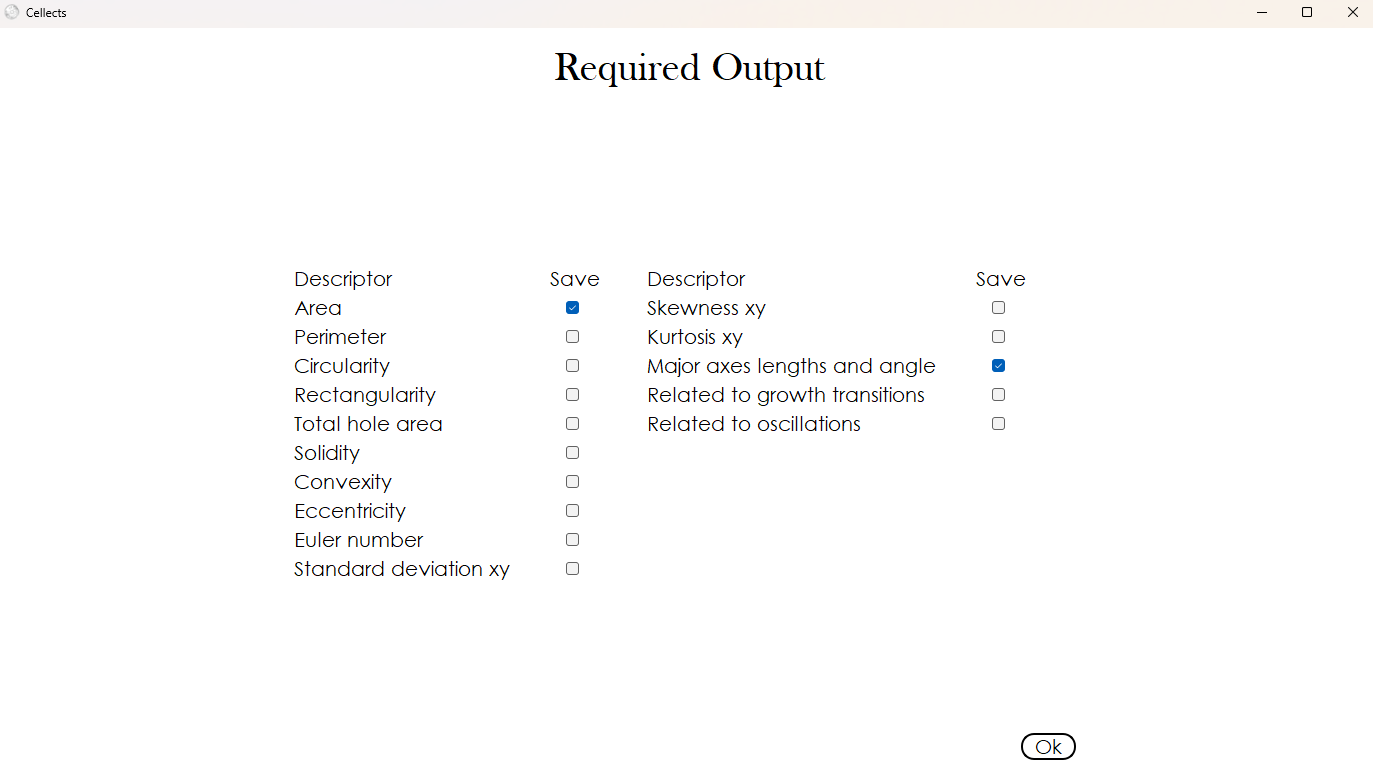 Cellects
Required Output
Descriptor Save Descriptor Save
Area Skewness xy
Perimeter Kurtosis xy
Circularity Major axes lengths and angle
Rectangularity Related to growth transitions
Total hole area Related to oscillations
Solidity
Convexity
Eccentricity
Euler number
Standard deviation xy
Ok